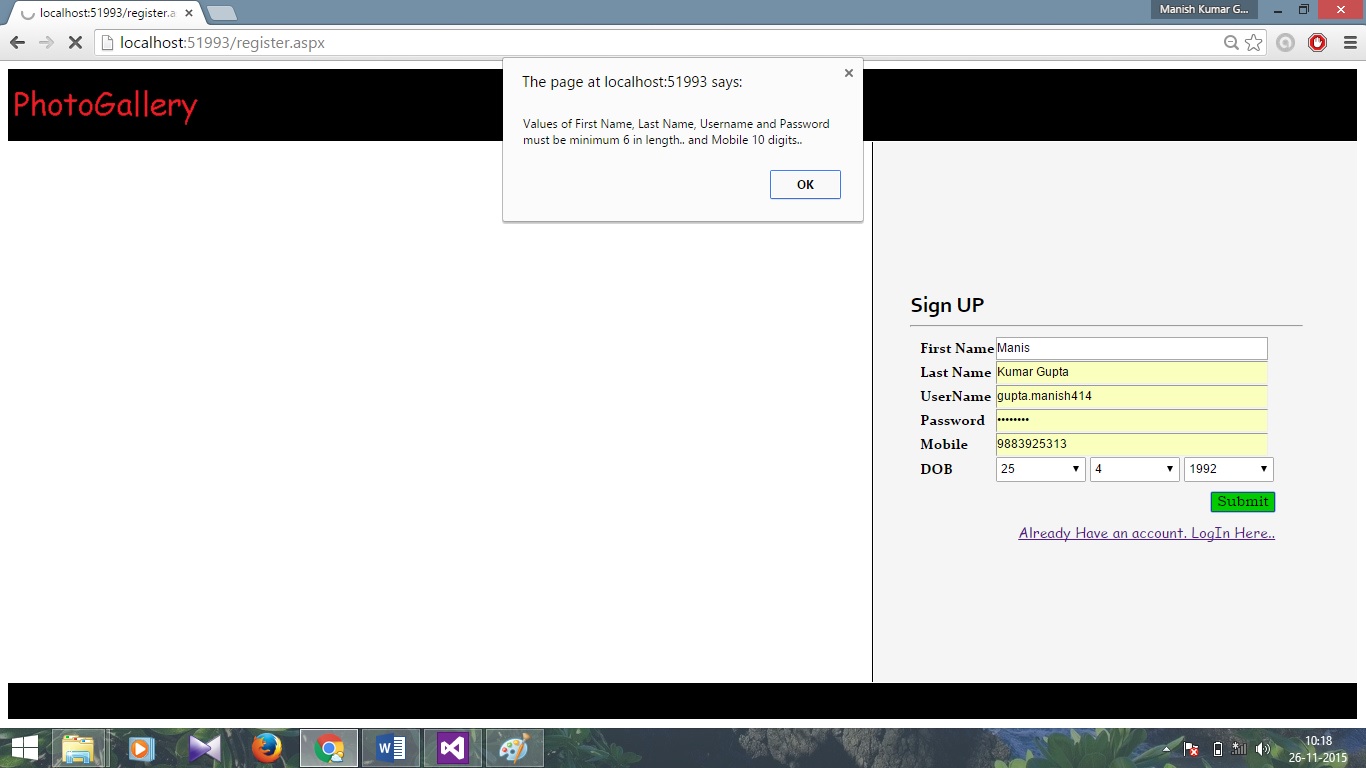 localhost:51993/register.a
Manish Kumar G...
localhost:51993/register.aspx
PhotoGallery
The page at localhost:51993 says:
Values of First Name, Last Name, Username and Password
must be minimum 6 in length.. and Mobile 10 digits..
OK
Sign UP
First Name Manis
Last Name Kumar Gupta
UserName gupta.manish414
Password ••••••••
Mobile 9883925313
DOB 25 4 1992
Submit
Already Have an account. LogIn Here..
10:18
26-11-2015